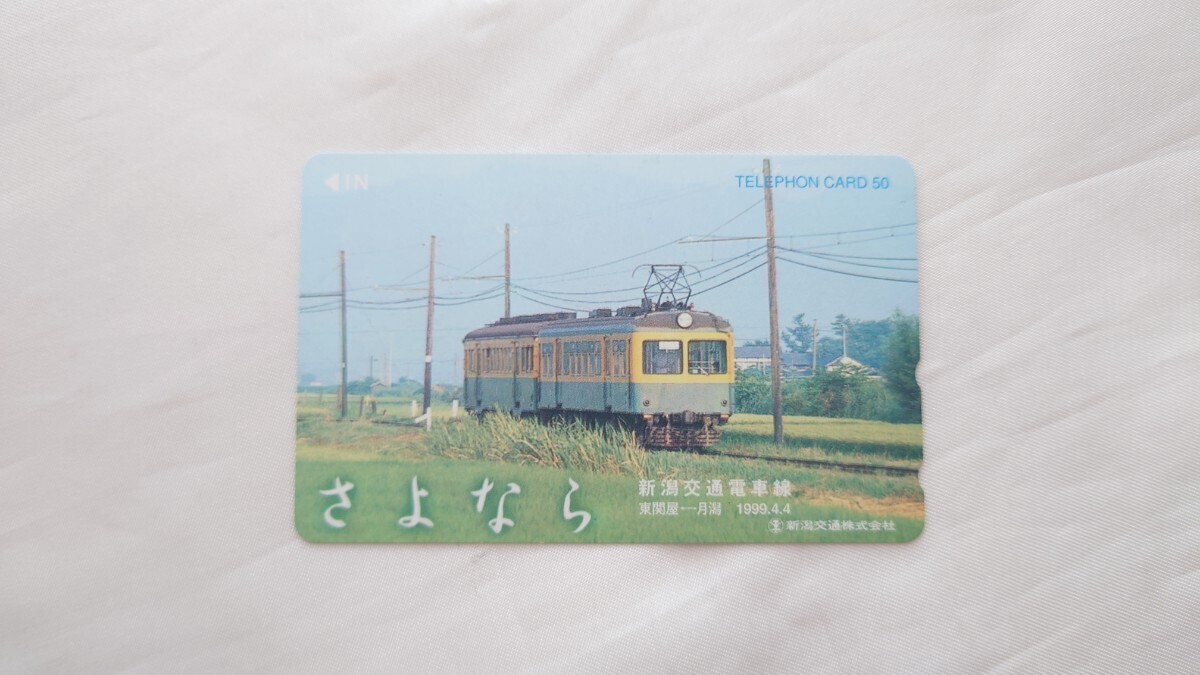 ◀IN
TELEPHON CARD 50
さよなら
新潟交通電車線
東関屋―月潟 1999.4.4
新潟交通株式会社